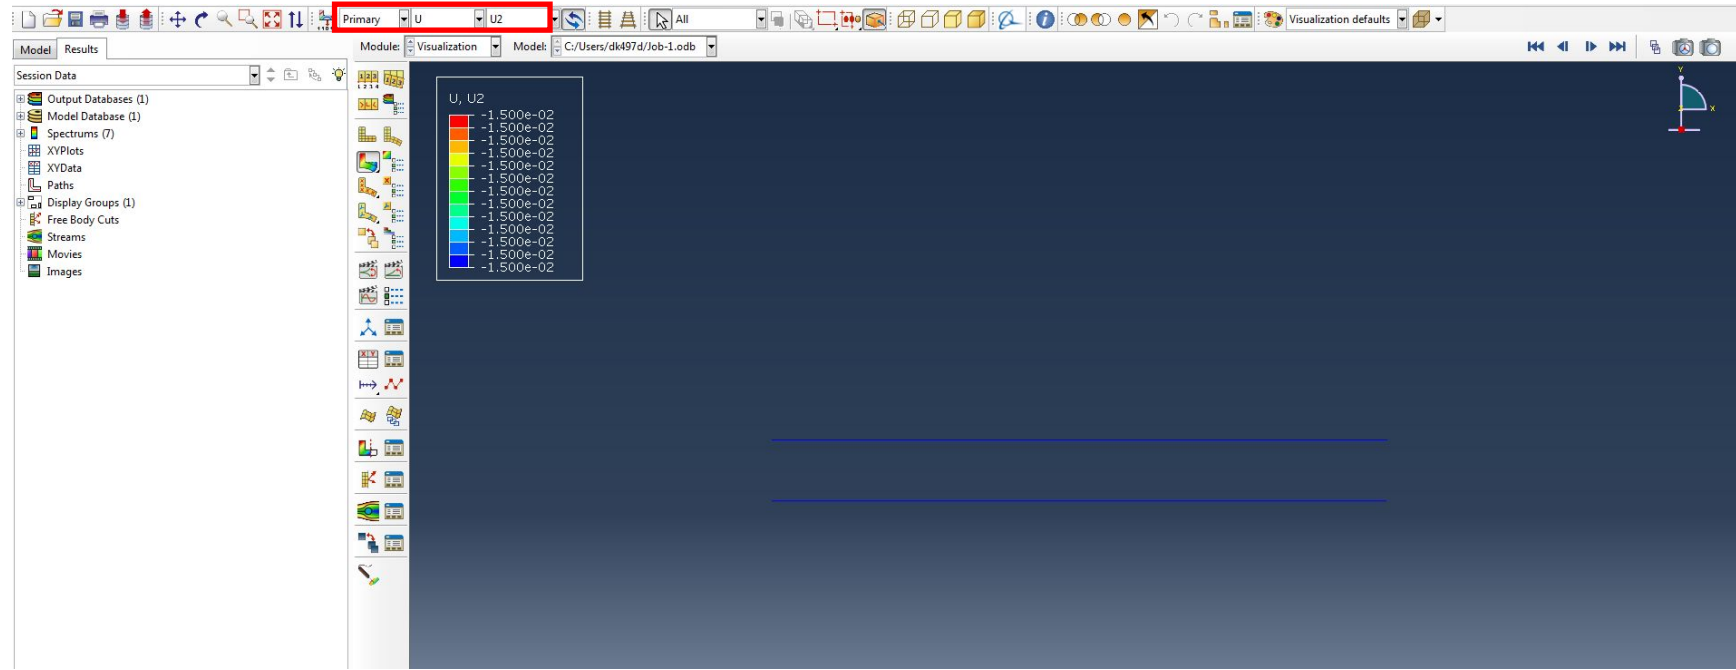 Primary U U2 All Visualization defaults
Model Results Module: Visualization Model: C:/Users/dk497d/Job-1.odb
Session Data
Output Databases (1)
Model Database (1)
Spectrums (7)
XYPlots
XYData
Paths
Display Groups (1)
Free Body Cuts
Streams
Movies
Images
U, U2
-1.500e-02
-1.500e-02
-1.500e-02
-1.500e-02
-1.500e-02
-1.500e-02
-1.500e-02
-1.500e-02
-1.500e-02
-1.500e-02
-1.500e-02
-1.500e-02
-1.500e-02
Y
X